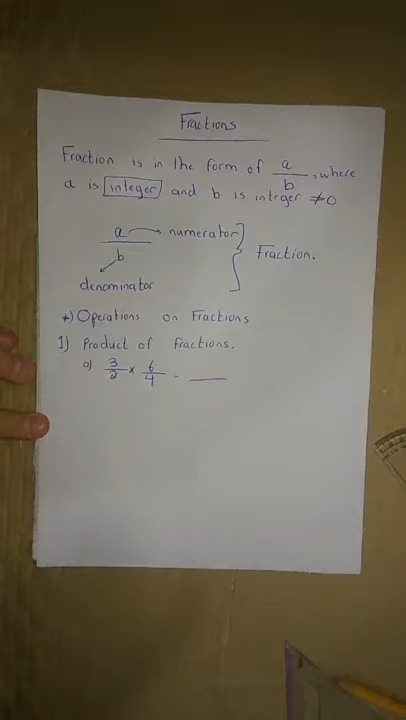 Fractions
Fraction is in the form of a/b, where
a is integer and b is integer ≠0
a → numerator
b
Fraction.
denominator
*) Operations on Fractions
1) Product of fractions.
a) 3/2 × 6/4 = ___